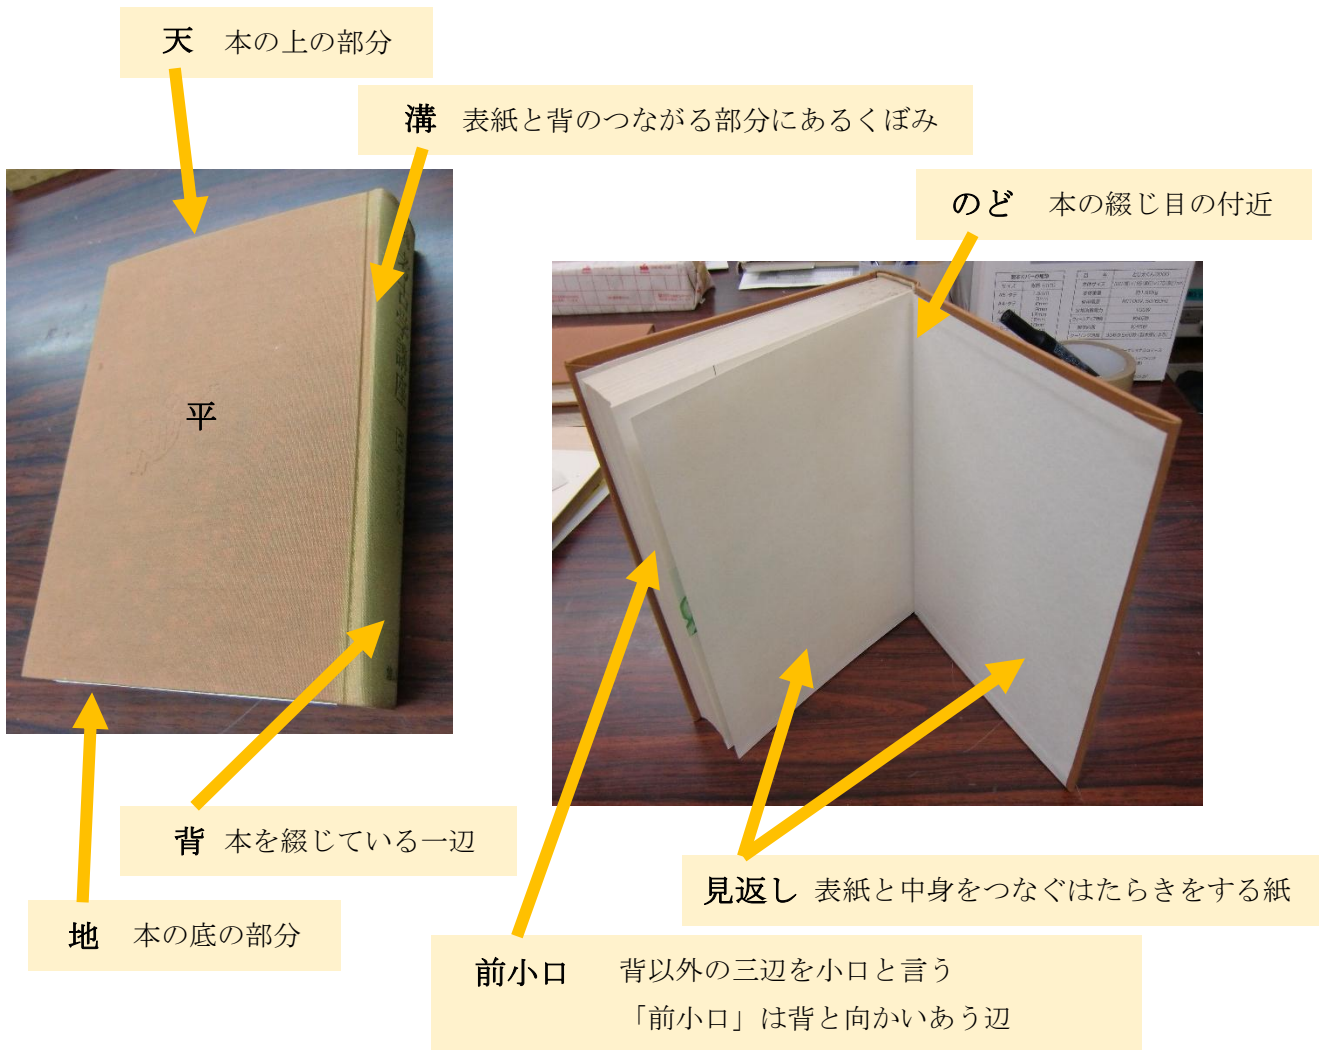 天 本の上の部分
溝 表紙と背のつながる部分にあるくぼみ
のど 本の綴じ目の付近
平
背 本を綴じている一辺
見返し 表紙と中身をつなぐはたらきをする紙
地 本の底の部分
前小口 背以外の三辺を小口と言う
「前小口」は背と向かいあう辺